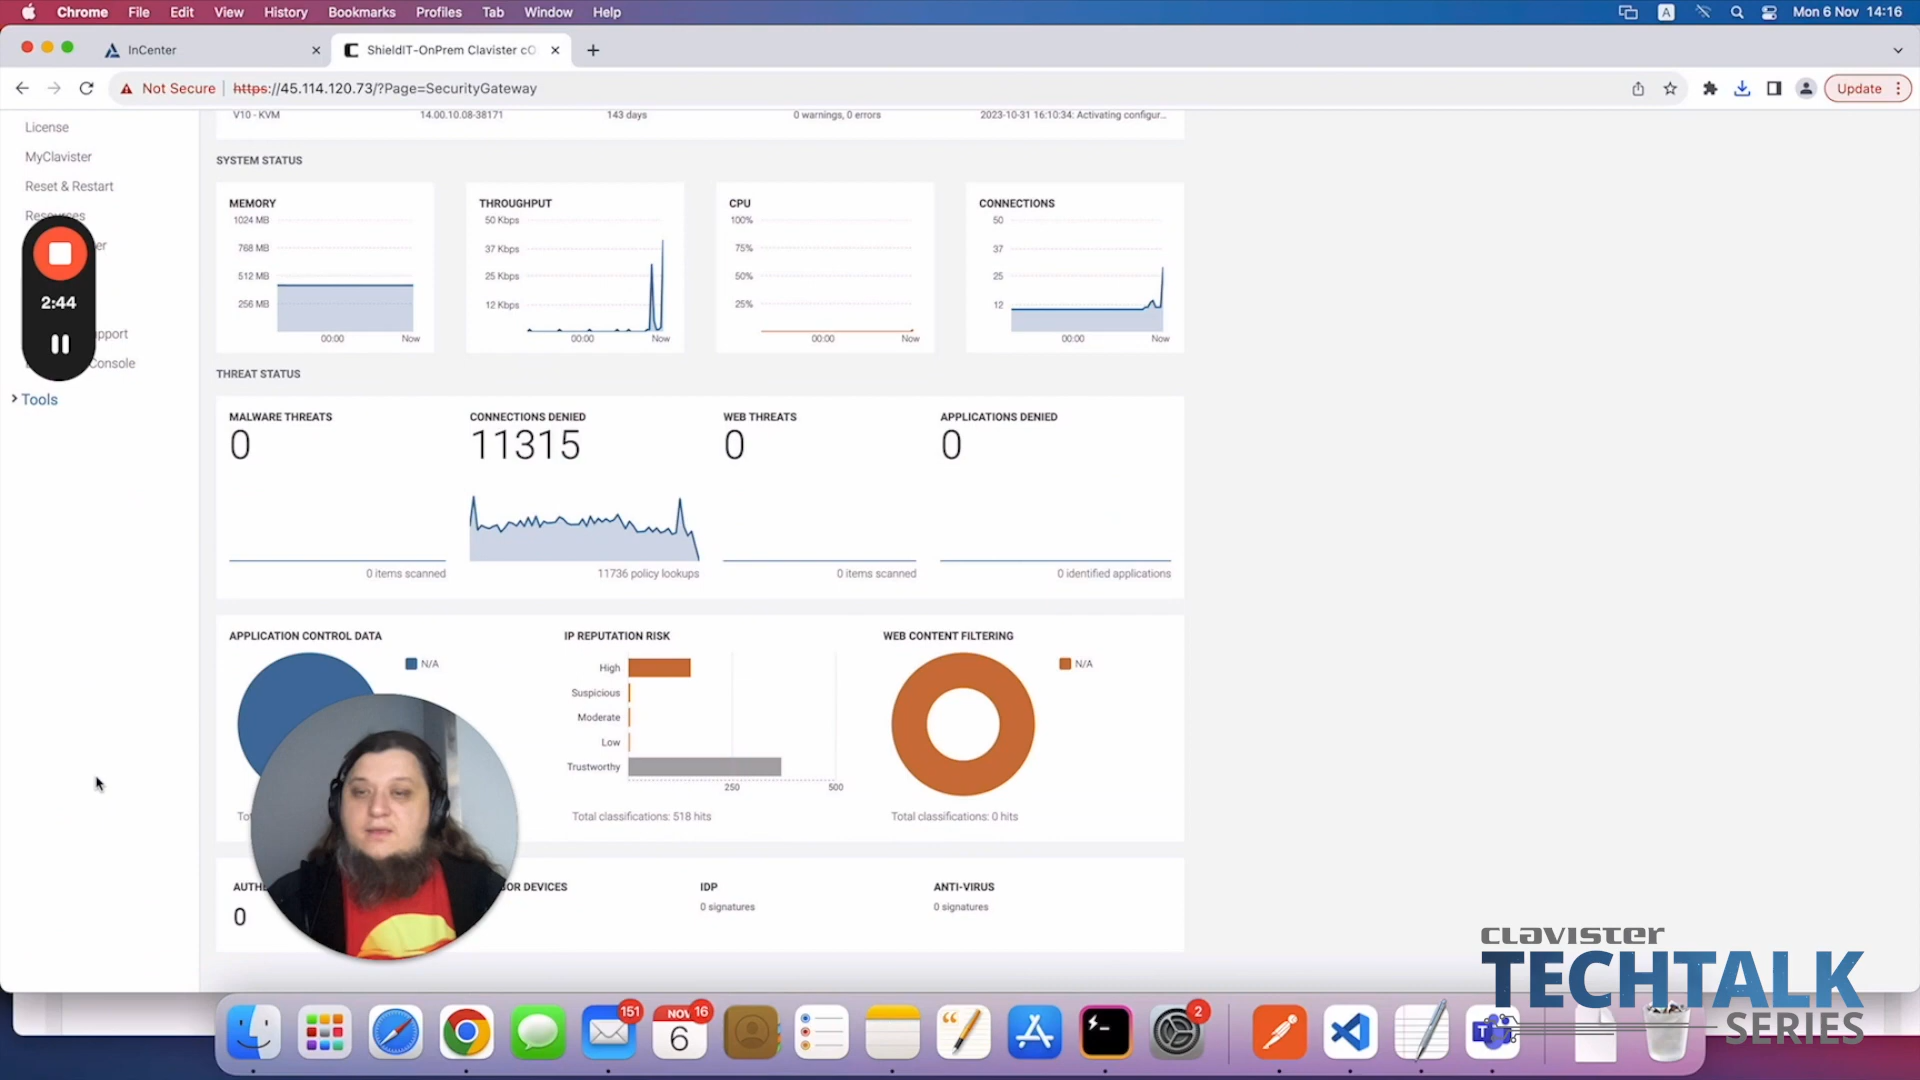 Chrome File Edit View History Bookmarks Profiles Tab Window Help
A
Mon 6 Nov 14:16
InCenter
ShieldIT-OnPrem Clavister cO
Not Secure
https://45.114.120.73/?Page=SecurityGateway
Update
License
MyClavister
Reset & Restart
Resources
er
pport
Console
Tools
2:44
V10 - KVM
14.00.10.08-38171
143 days
0 warnings, 0 errors
2023-10-31 16:10:34: Activating configur...
SYSTEM STATUS
MEMORY
1024 MB
768 MB
512 MB
256 MB
00:00 Now
THROUGHPUT
50 Kbps
37 Kbps
25 Kbps
12 Kbps
00:00 Now
CPU
100%
75%
50%
25%
00:00 Now
CONNECTIONS
50
37
25
12
00:00 Now
THREAT STATUS
MALWARE THREATS
0
0 items scanned
CONNECTIONS DENIED
11315
11736 policy lookups
WEB THREATS
0
0 items scanned
APPLICATIONS DENIED
0
0 identified applications
APPLICATION CONTROL DATA
N/A
To
IP REPUTATION RISK
High
Suspicious
Moderate
Low
Trustworthy
250 500
Total classifications: 518 hits
WEB CONTENT FILTERING
N/A
Total classifications: 0 hits
AUTHE
0
OR DEVICES
IDP
0 signatures
ANTI-VIRUS
0 signatures
151
NOV 16
6
2
CLAVISTER
TECHTALK
SERIES